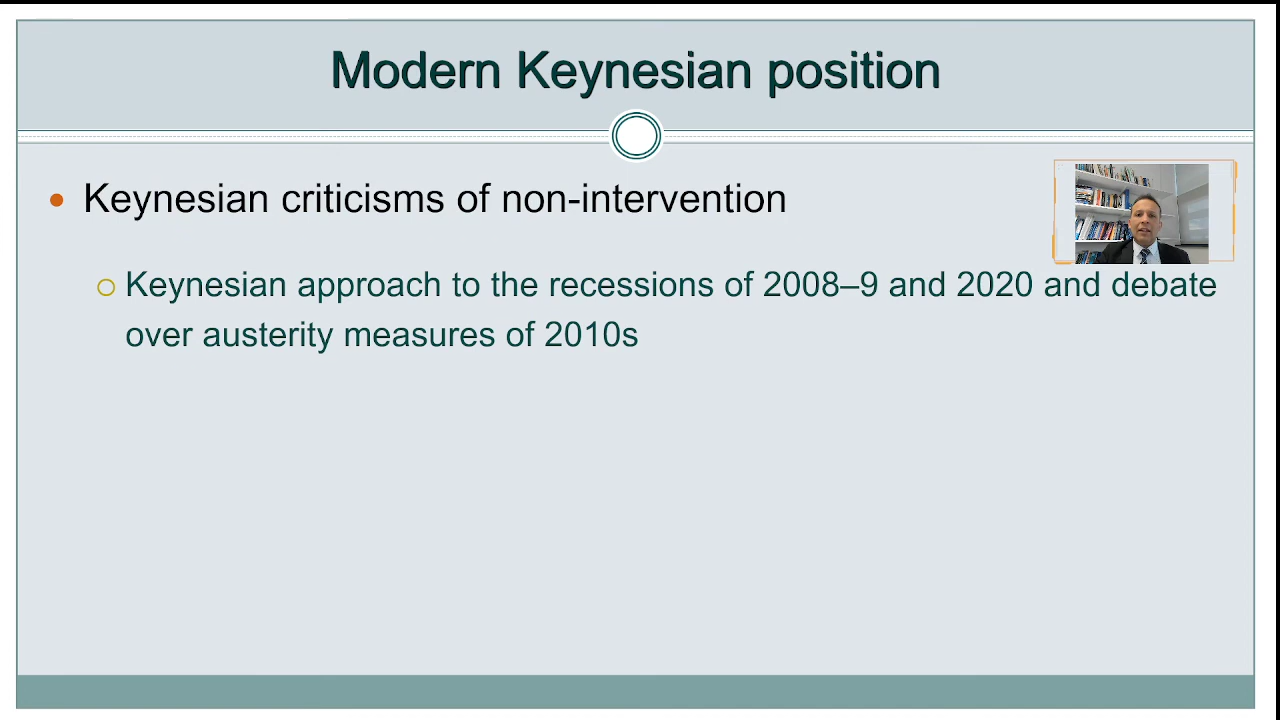 Modern Keynesian position
Keynesian criticisms of non-intervention
Keynesian approach to the recessions of 2008–9 and 2020 and debate
over austerity measures of 2010s